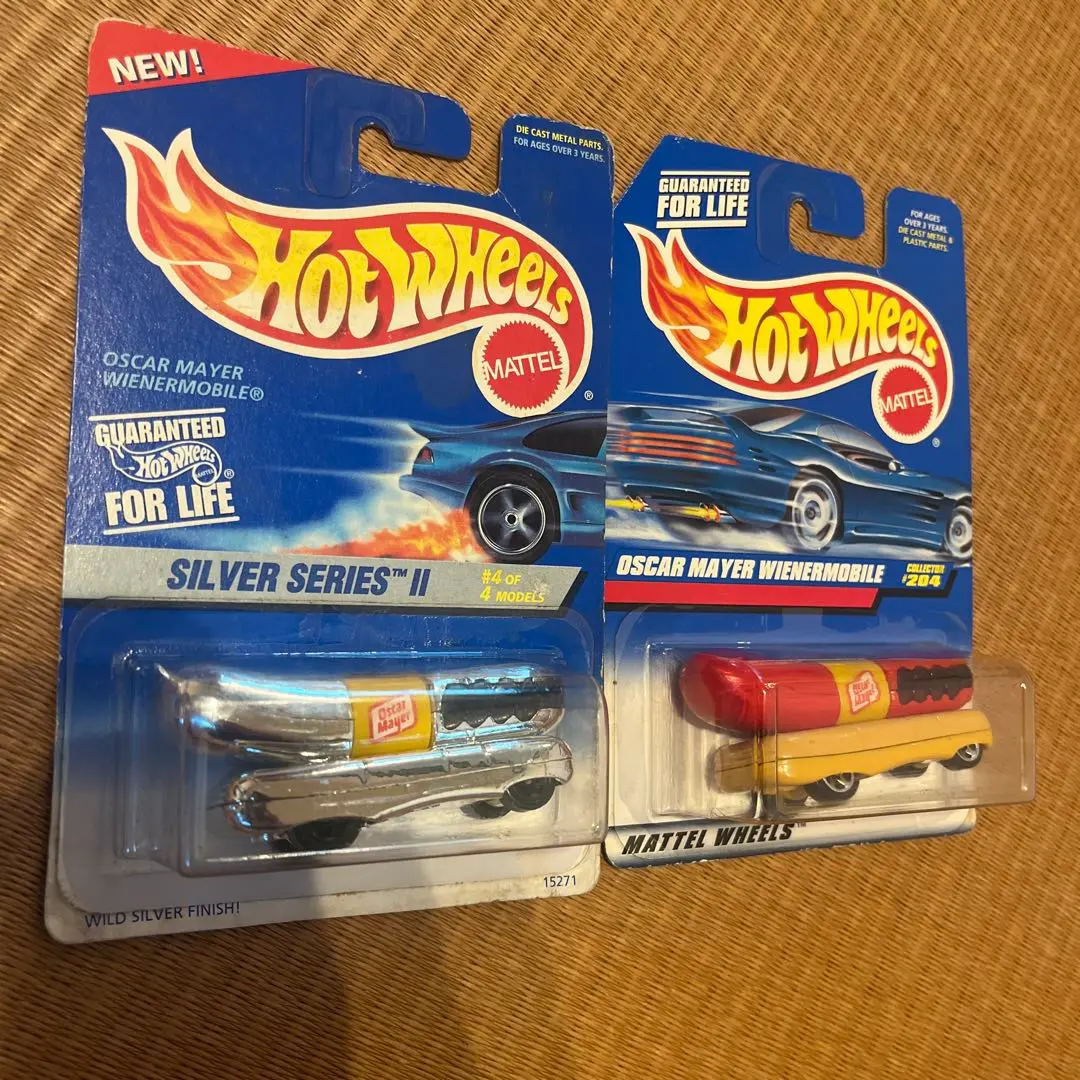 NEW!
DIE CAST METAL PARTS.
FOR AGES OVER 3 YEARS.
HOT WHEELS
MATTEL
®
OSCAR MAYER
WIENERMOBILE®
GUARANTEED
HOT WHEELS
MATTEL
®
FOR LIFE
SILVER SERIES™ II
#4 OF
4 MODELS
Oscar
Mayer
15271
WILD SILVER FINISH!
GUARANTEED
FOR LIFE
FOR AGES
OVER 3 YEARS.
DIE CAST METAL &
PLASTIC PARTS.
HOT WHEELS
MATTEL
®
OSCAR MAYER WIENERMOBILE
COLLECTOR
#204
Oscar
Mayer
MATTEL WHEELS™